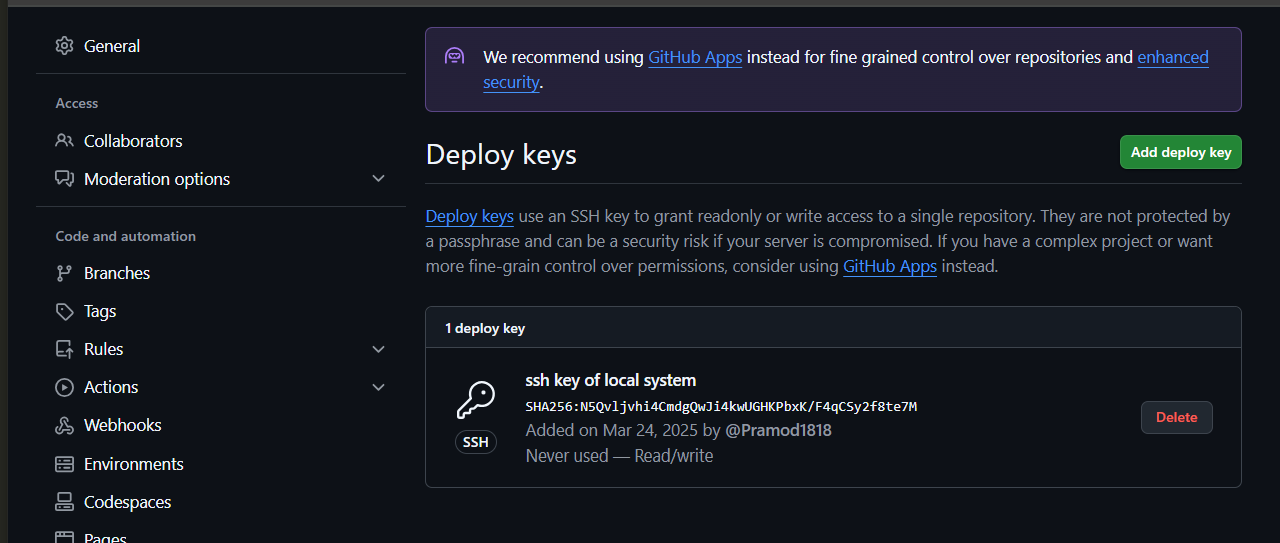 General
Access
Collaborators
Moderation options
Code and automation
Branches
Tags
Rules
Actions
Webhooks
Environments
Codespaces
Pages
We recommend using GitHub Apps instead for fine grained control over repositories and enhanced
security.
Deploy keys
Add deploy key
Deploy keys use an SSH key to grant readonly or write access to a single repository. They are not protected by
a passphrase and can be a security risk if your server is compromised. If you have a complex project or want
more fine-grain control over permissions, consider using GitHub Apps instead.
1 deploy key
SSH
ssh key of local system
SHA256:N5Qvljvhi4CmdgQwJi4kwUGHKPbxK/F4qCSy2f8te7M
Added on Mar 24, 2025 by @Pramod1818
Never used — Read/write
Delete